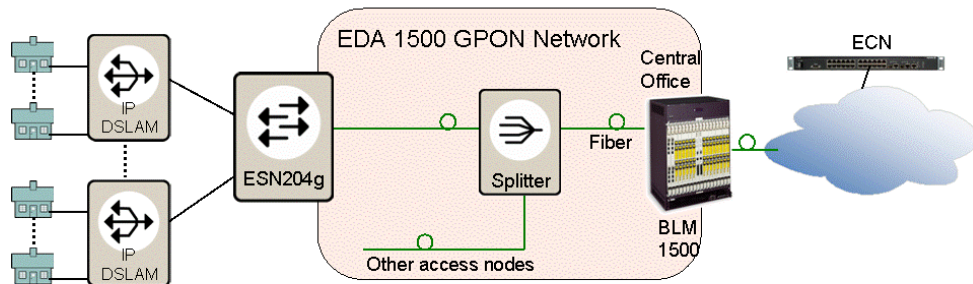 EDA 1500 GPON Network
ECN
Central
Office
IP
DSLAM
ESN204g
Splitter
Fiber
BLM
1500
IP
DSLAM
Other access nodes